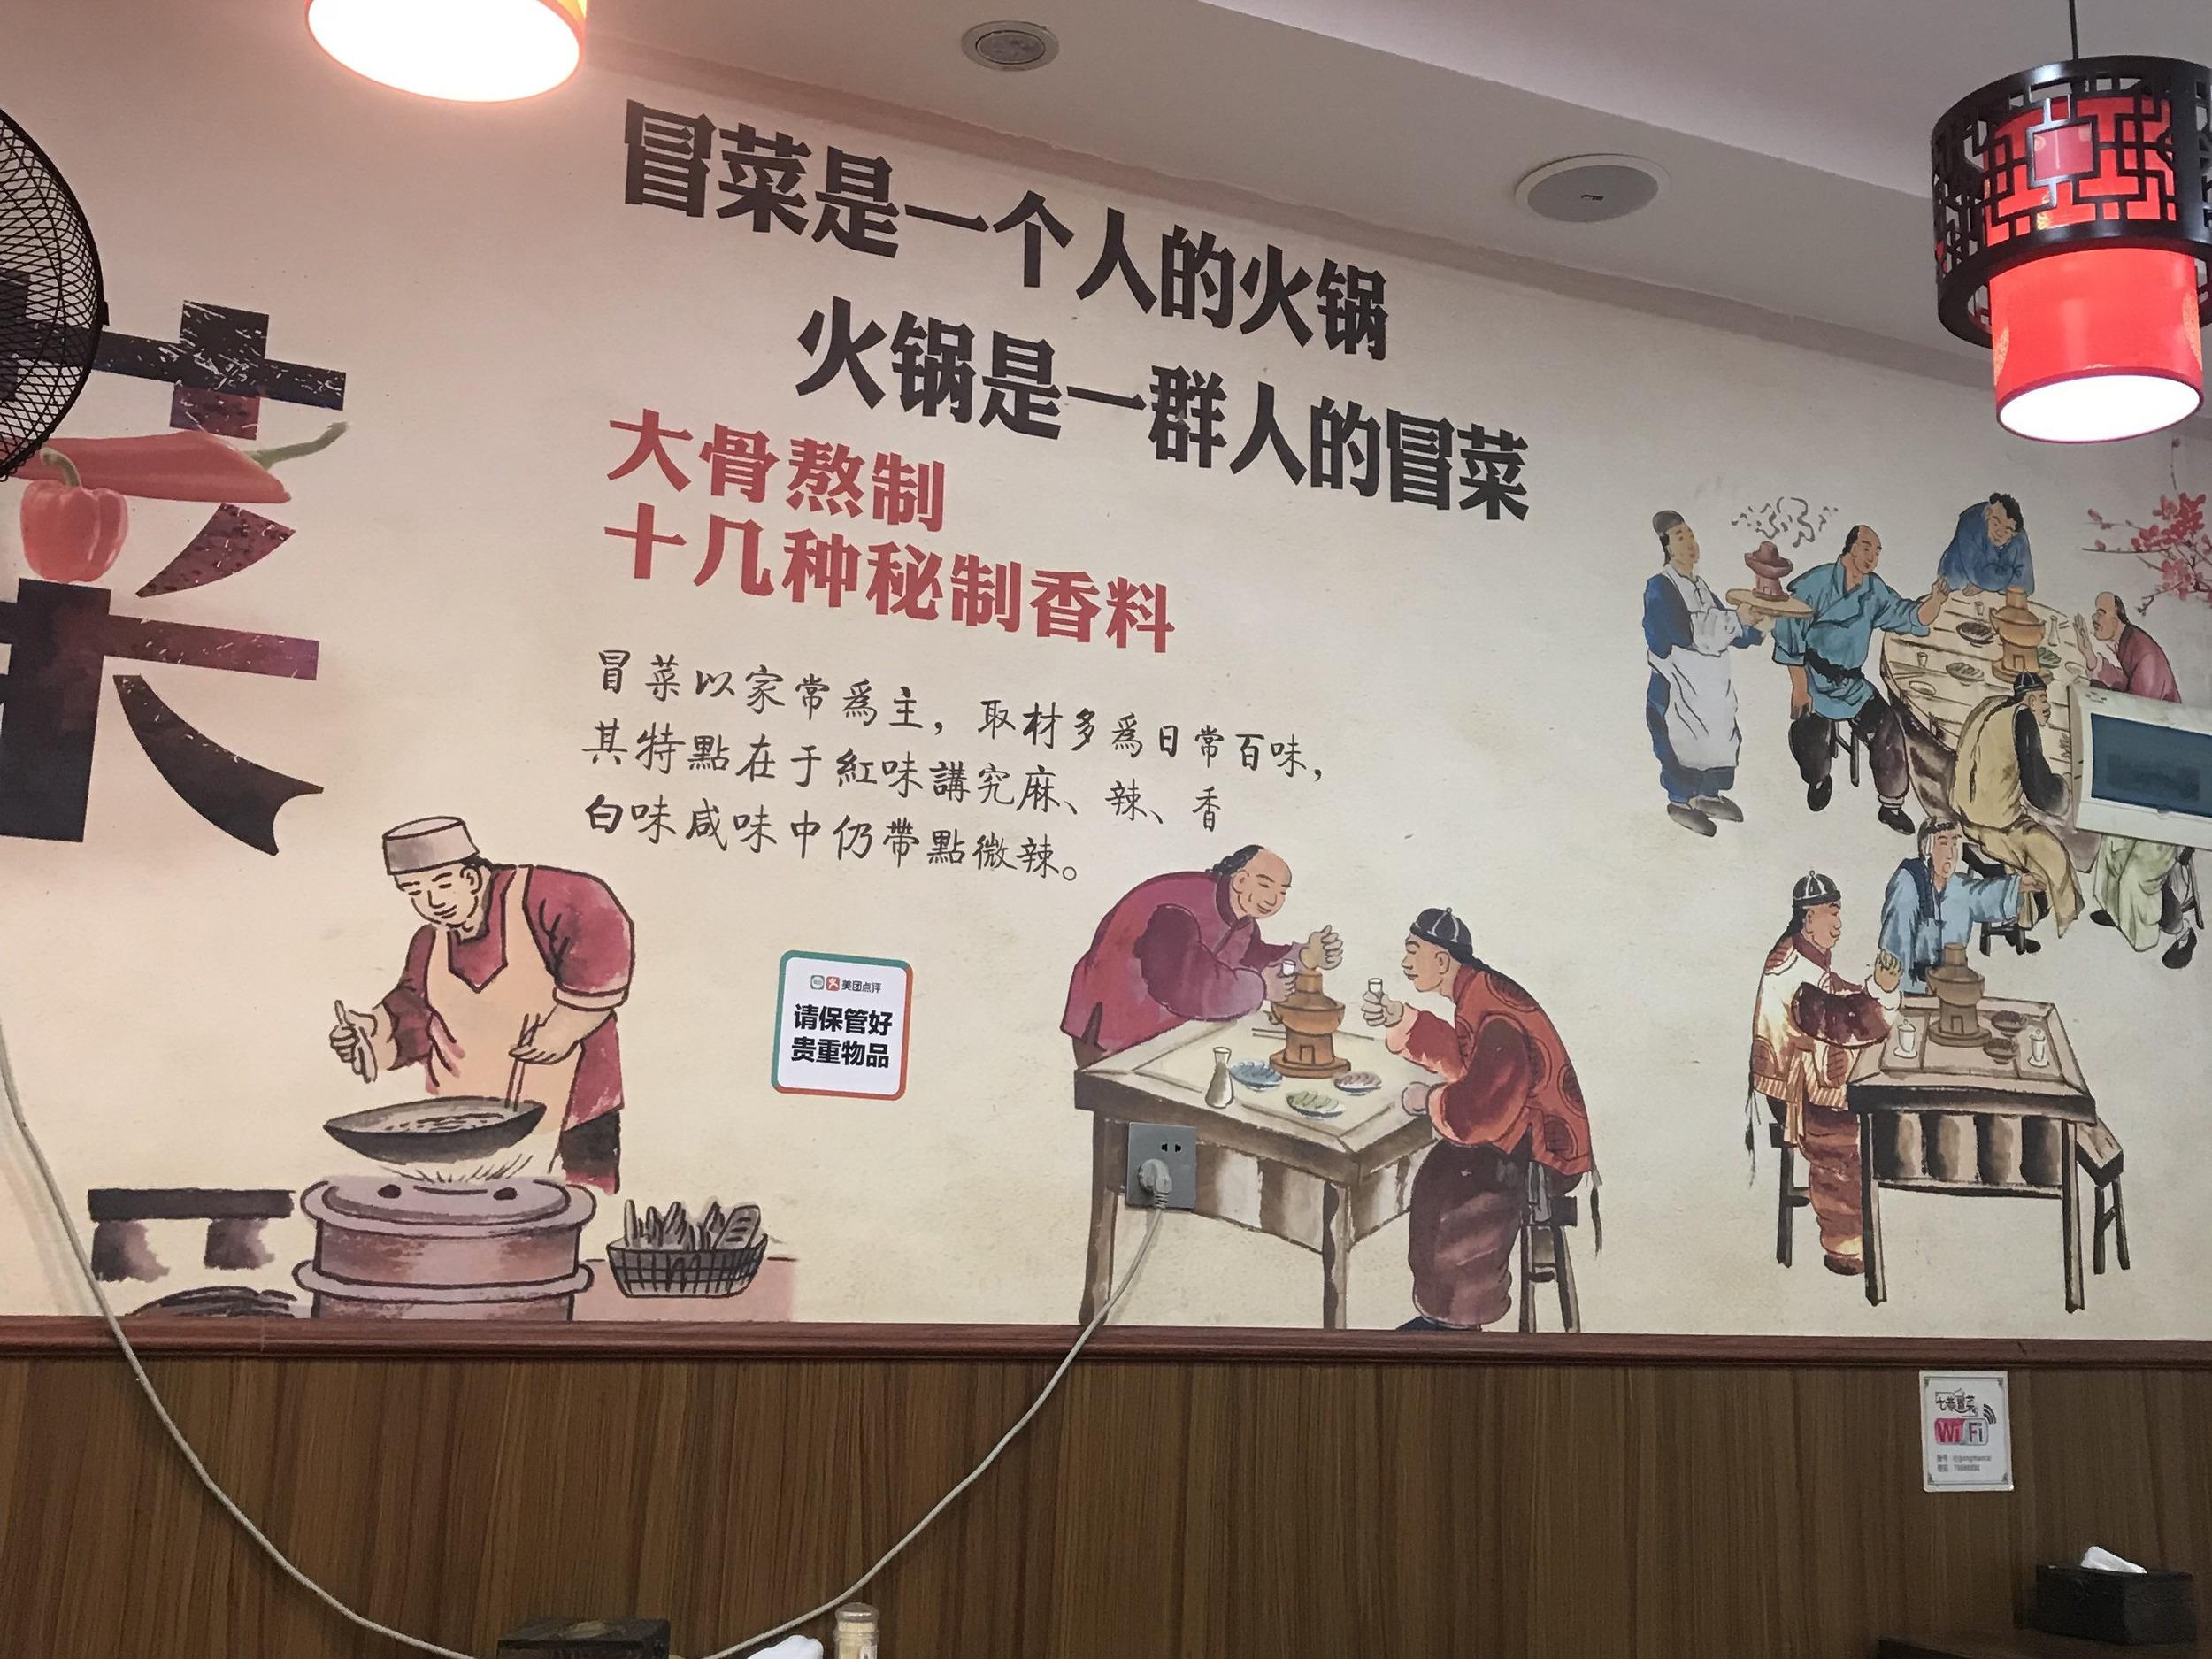 菜
冒菜是一个人的火锅
火锅是一群人的冒菜
大骨熬制
十几种秘制香料
冒菜以家常爲主，取材多爲日常百味，
其特點在于紅味講究麻、辣、香
白味咸味中仍帶點微辣。
美团点评
请保管好
贵重物品
冒菜
WiFi